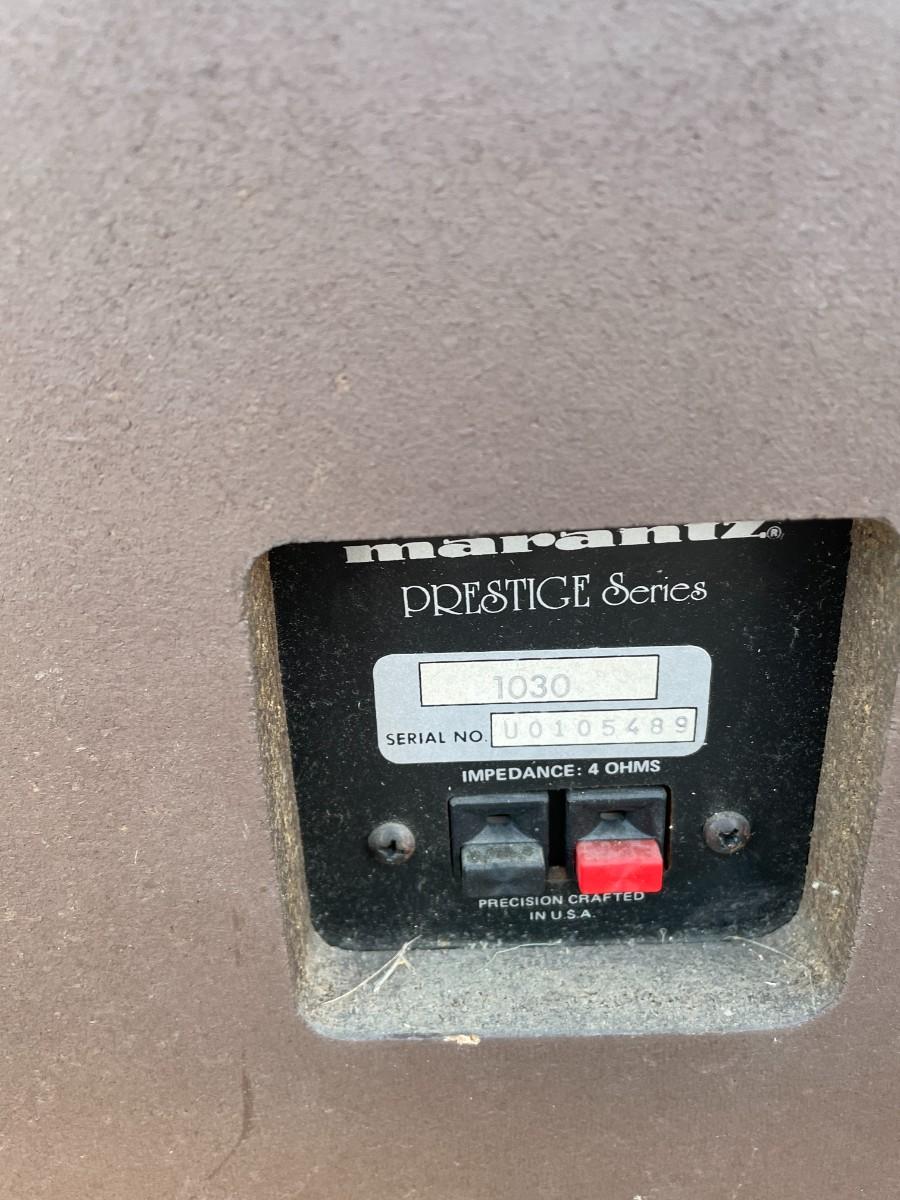 marantz®
PRESTIGE Series
1030
SERIAL NO. U0105489
IMPEDANCE: 4 OHMS
PRECISION CRAFTED
IN U.S.A